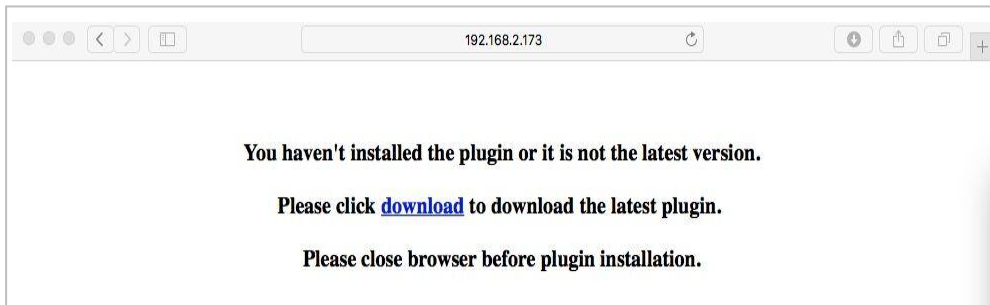 192.168.2.173
You haven't installed the plugin or it is not the latest version.
Please click download to download the latest plugin.
Please close browser before plugin installation.